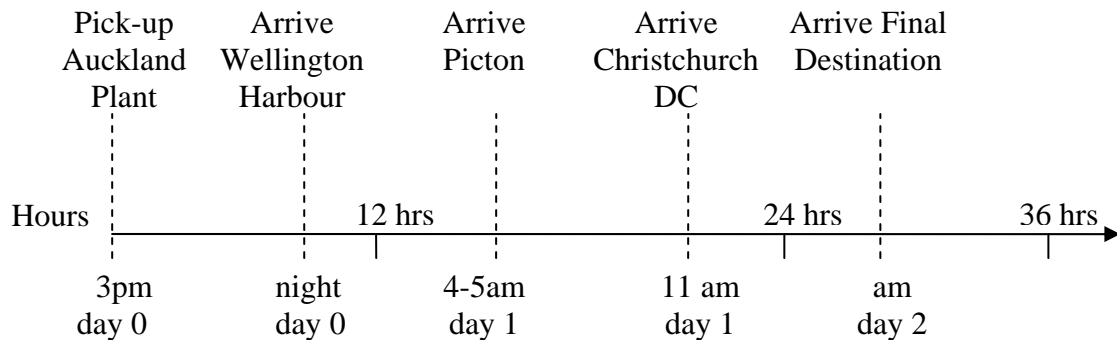 Pick-up
Auckland
Plant
Arrive
Wellington
Harbour
Arrive
Picton
Arrive
Christchurch
DC
Arrive Final
Destination
Hours
12 hrs
24 hrs
36 hrs
3pm
day 0
night
day 0
4-5am
day 1
11 am
day 1
am
day 2